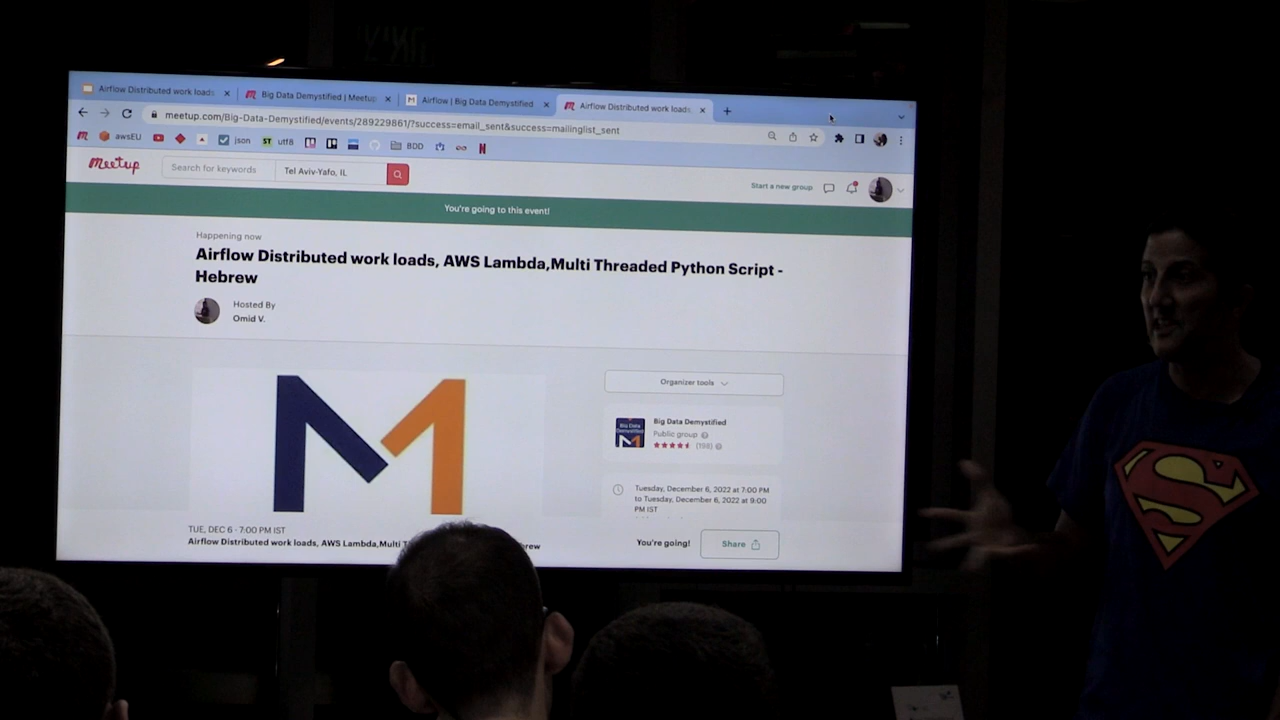 Airflow Distributed work loads
Big Data Demystified | Meetup
Airflow | Big Data Demystified
Airflow Distributed work loads,
meetup.com/Big-Data-Demystified/events/289229861/?success=email_sent&success=mailinglist_sent
awsEU
json
ST utf8
BDD
N
meetup
Search for keywords
Tel Aviv-Yafo, IL
Start a new group
You're going to this event!
Happening now
Airflow Distributed work loads, AWS Lambda,Multi Threaded Python Script -
Hebrew
Hosted By
Omid V.
Organizer tools
Big Data
Demystified
Big Data Demystified
Public group
(198)
Tuesday, December 6, 2022 at 7:00 PM
to Tuesday, December 6, 2022 at 9:00
PM IST
TUE, DEC 6 · 7:00 PM IST
Airflow Distributed work loads, AWS Lambda,Multi
You're going!
Share
S